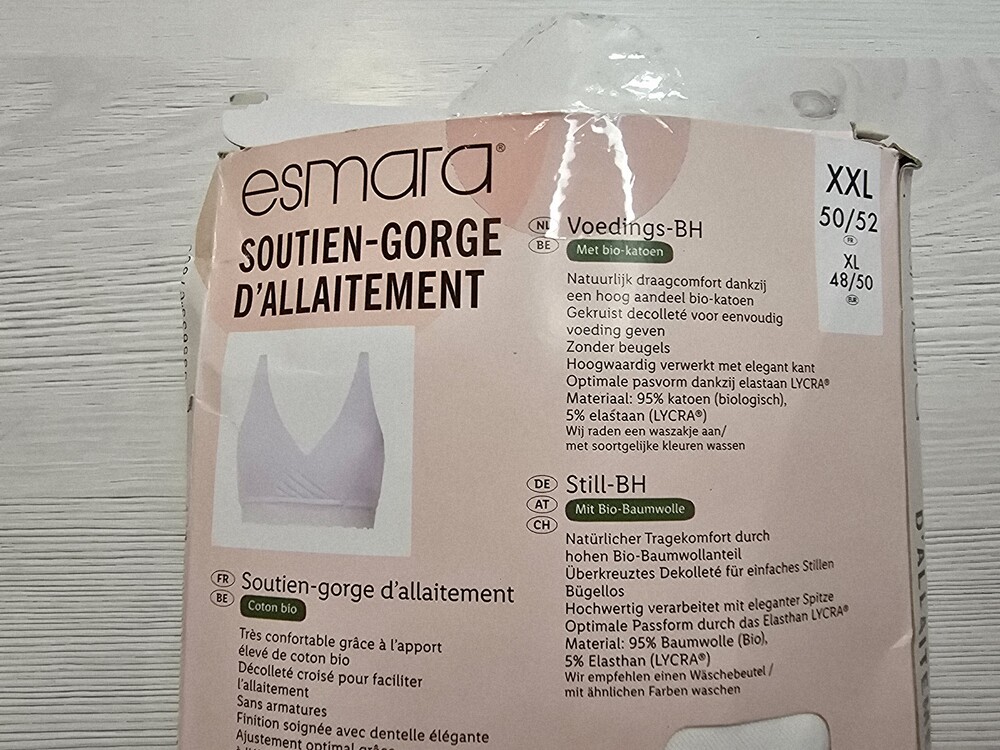 esmara®
SOUTIEN-GORGE
D'ALLAITEMENT
XXL
50/52
FR
XL
48/50
EUR
NL
BE
Voedings-BH
Met bio-katoen
Natuurlijk draagcomfort dankzij
een hoog aandeel bio-katoen
Gekruist decolleté voor eenvoudig
voeding geven
Zonder beugels
Hoogwaardig verwerkt met elegant kant
Optimale pasvorm dankzij elastaan LYCRA®
Materiaal: 95% katoen (biologisch),
5% elastaan (LYCRA®)
Wij raden een waszakje aan/
met soortgelijke kleuren wassen
DE
AT
CH
Still-BH
Mit Bio-Baumwolle
Natürlicher Tragekomfort durch
hohen Bio-Baumwollanteil
Überkreuztes Dekolleté für einfaches Stillen
Bügellos
Hochwertig verarbeitet mit eleganter Spitze
Optimale Passform durch das Elasthan LYCRA®
Material: 95% Baumwolle (Bio),
5% Elasthan (LYCRA®)
Wir empfehlen einen Wäschebeutel /
mit ähnlichen Farben waschen
FR
BE
Soutien-gorge d'allaitement
Coton bio
Très confortable grâce à l'apport
élevé de coton bio
Décolleté croisé pour faciliter
l'allaitement
Sans armatures
Finition soignée avec dentelle élégante
Ajustement optimal grâce
D'ALLAITEM